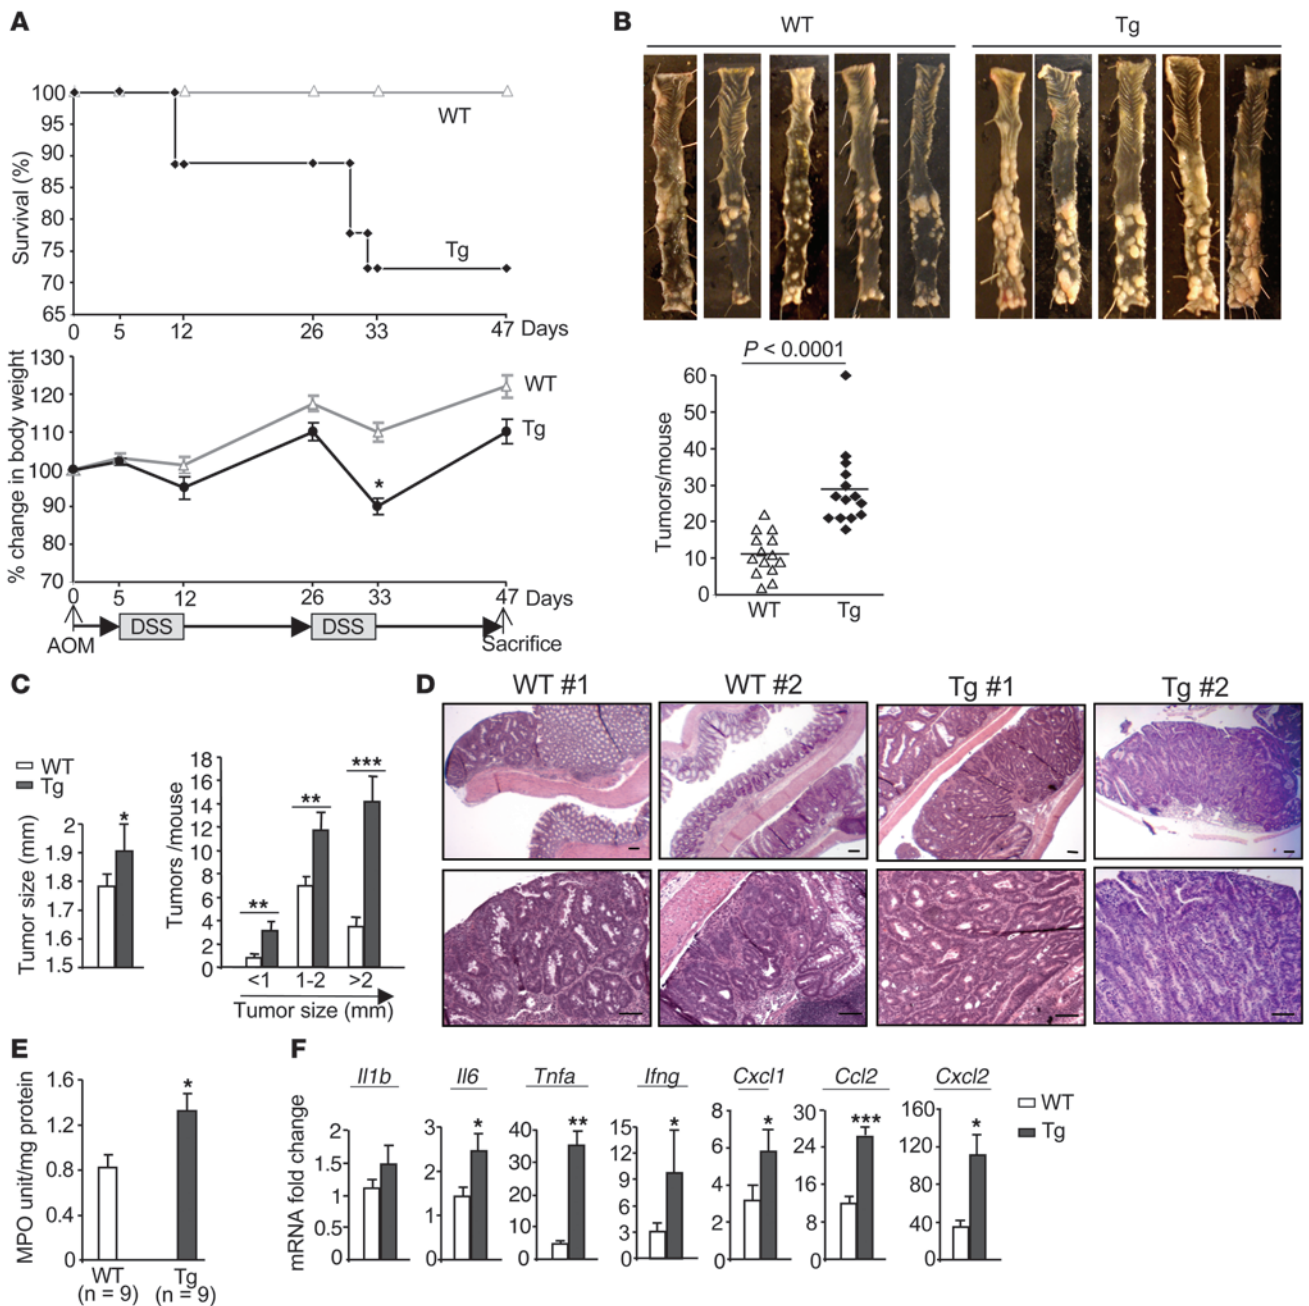 A
100
95
90
85
80
75
70
65
Survival (%)
WT
Tg
0 5 12 26 33 47 Days
130
120
110
100
90
80
70
% change in body weight
WT
Tg
*
0 5 12 26 33 47 Days
AOM DSS DSS Sacrifice
B
WT Tg
P < 0.0001
60
50
40
30
20
10
0
Tumors/mouse
WT Tg
C
WT
Tg
2
1.9
1.8
1.7
1.6
1.5
Tumor size (mm)
*
18
16
14
12
10
8
6
4
2
0
Tumors /mouse
** ** ***
<1 1-2 >2
Tumor size (mm)
D
WT #1 WT #2 Tg #1 Tg #2
E
1.6
1.2
0.8
0.4
0
MPO unit/mg protein
*
WT Tg
(n = 9) (n = 9)
F
mRNA fold change
Il1b
2
1.5
1
0.5
0
Il6
3
2
1
0
*
Tnfa
40
30
20
10
0
**
Ifng
15
12
9
6
3
0
*
Cxcl1
8
6
4
2
0
*
Ccl2
30
24
16
8
0
***
Cxcl2
160
120
80
40
0
*
WT
Tg